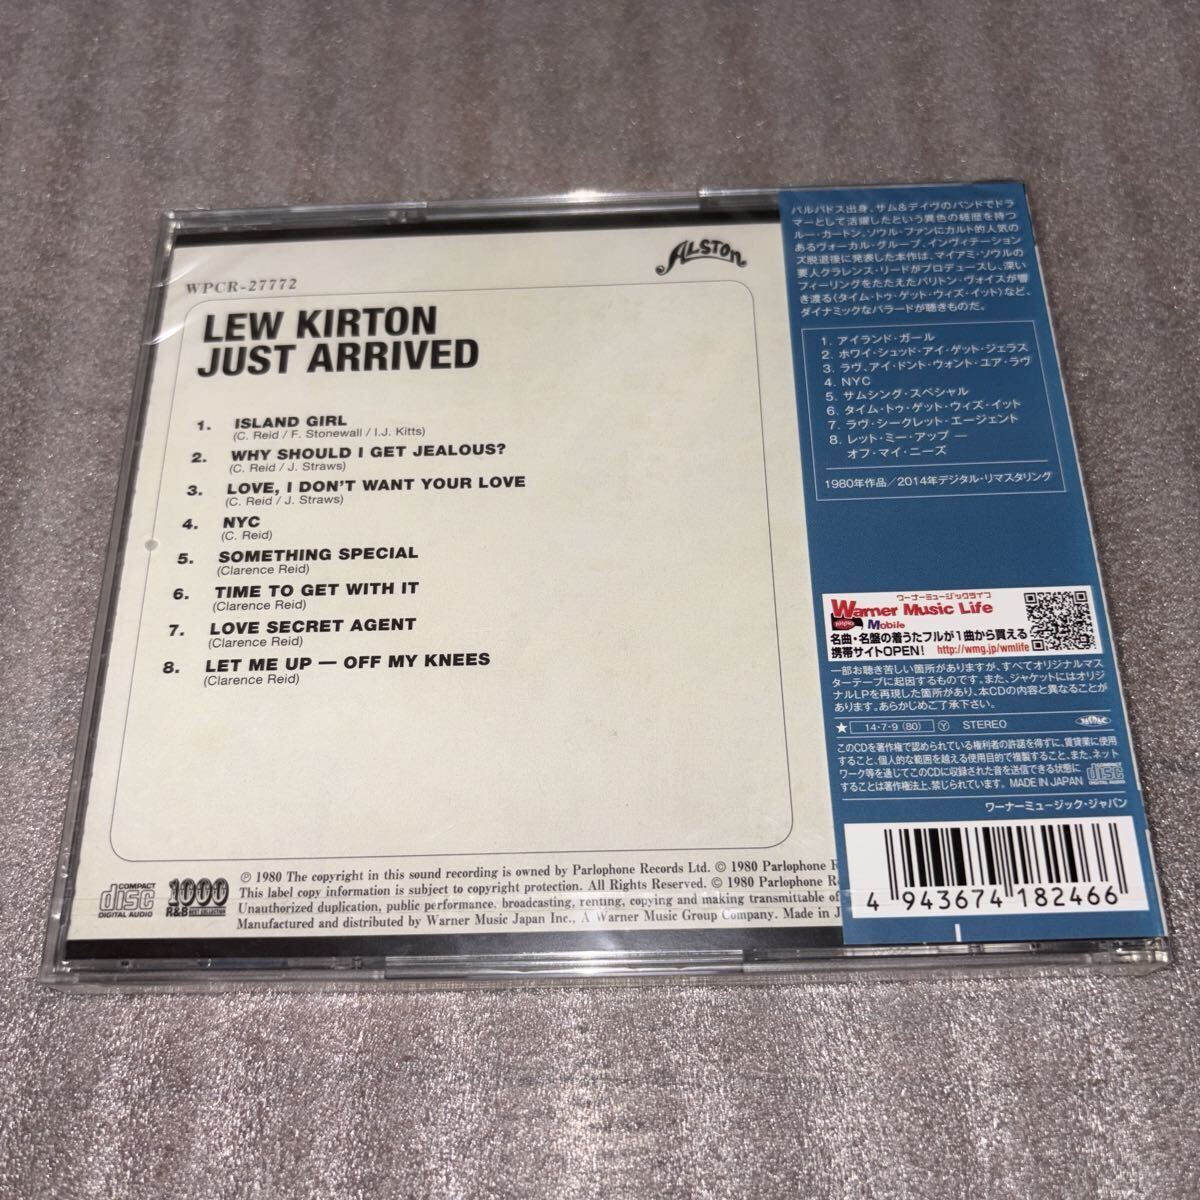 WPCR-27772
ALSTON
LEW KIRTON
JUST ARRIVED
1. ISLAND GIRL
(C. Reid / F. Stonewall / I.J. Kitts)
2. WHY SHOULD I GET JEALOUS?
(C. Reid / J. Straws)
3. LOVE, I DON'T WANT YOUR LOVE
(C. Reid / J. Straws)
4. NYC
(C. Reid)
5. SOMETHING SPECIAL
(Clarence Reid)
6. TIME TO GET WITH IT
(Clarence Reid)
7. LOVE SECRET AGENT
(Clarence Reid)
8. LET ME UP — OFF MY KNEES
(Clarence Reid)
COMPACT
disc
DIGITAL AUDIO
1000
R&B BEST COLLECTION
℗ 1980 The copyright in this sound recording is owned by Parlophone Records Ltd. © 1980 Parlophone R
This label copy information is subject to copyright protection. All Rights Reserved. © 1980 Parlophone R
Unauthorized duplication, public performance, broadcasting, renting, copying and making transmittable of
Manufactured and distributed by Warner Music Japan Inc., A Warner Music Group Company. Made in J
バルバドス出身、サム&デイヴのバンドでドラ
マーとして活躍したという異色の経歴を持つ
ルー・カートン。ソウル・ファンにカルト的人気の
あるヴォーカル・グループ、インヴィテーション
ズ脱退後に発表した本作は、マイアミ・ソウルの
要人クラレンス・リードがプロデュースし、深い
フィーリングをたたえたバリトン・ヴォイスが響
き渡る〈タイム・トゥ・ゲット・ウィズ・イット〉など、
ダイナミックなバラードが聴きものだ。
1. アイランド・ガール
2. ホワイ・シュッド・アイ・ゲット・ジェラス
3. ラヴ、アイ・ドント・ウォント・ユア・ラヴ
4. NYC
5. サムシング・スペシャル
6. タイム・トゥ・ゲット・ウィズ・イット
7. ラヴ・シークレット・エージェント
8. レット・ミー・アップ —
オフ・マイ・ニーズ
1980年作品／2014年デジタル・リマスタリング
ワーナーミュージックライフ
Warner Music Life
Mobile
名曲・名盤の着うたフルが1曲から買える
携帯サイトOPEN! http://wmg.jp/wmlife
一部お聴き苦しい箇所がありますが、すべてオリジナルマス
ターテープに起因するものです。また、ジャケットにはオリジ
ナルLPを再現した箇所があり、本CDの内容と異なることが
あります。あらかじめご了承下さい。
★ 14・7・9 (80) Ⓨ STEREO
このCDを著作権で認められている権利者の許諾を得ずに、賃貸業に使用
すること、個人的な範囲を越える使用目的で複製すること、また、ネット
ワーク等を通じてこのCDに収録された音を送信できる状態に
することは著作権法上、禁じられています。 MADE IN JAPAN
COMPACT
disc
DIGITAL AUDIO
ワーナーミュージック・ジャパン
4 943674 182466